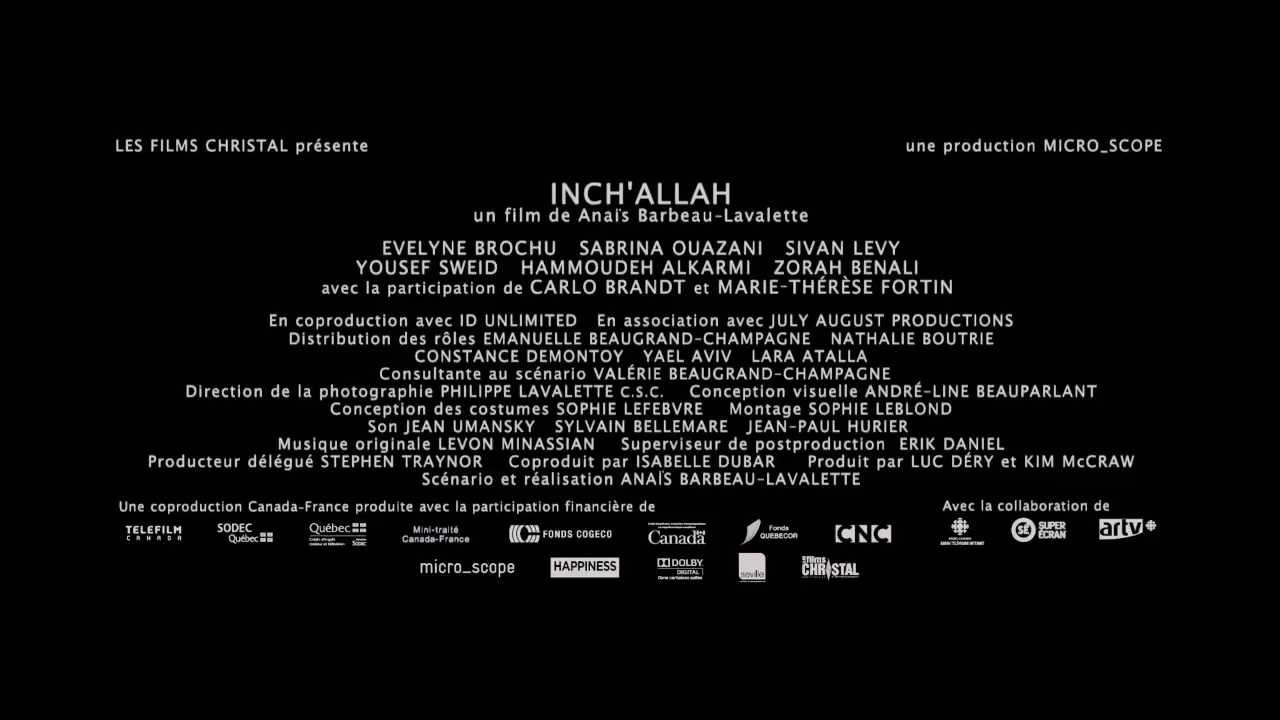 LES FILMS CHRISTAL présente
une production MICRO_SCOPE
INCH'ALLAH
un film de Anaïs Barbeau-Lavalette
EVELYNE BROCHU SABRINA OUAZANI SIVAN LEVY
YOUSEF SWEID HAMMOUDEH ALKARMI ZORAH BENALI
avec la participation de CARLO BRANDT et MARIE-THÉRÈSE FORTIN
En coproduction avec ID UNLIMITED En association avec JULY AUGUST PRODUCTIONS
Distribution des rôles EMANUELLE BEAUGRAND-CHAMPAGNE NATHALIE BOUTRIE
CONSTANCE DEMONTOY YAEL AVIV LARA ATALLA
Consultante au scénario VALÉRIE BEAUGRAND-CHAMPAGNE
Direction de la photographie PHILIPPE LAVALETTE C.S.C. Conception visuelle ANDRÉ-LINE BEAUPARLANT
Conception des costumes SOPHIE LEFEBVRE Montage SOPHIE LEBLOND
Son JEAN UMANSKY SYLVAIN BELLEMARE JEAN-PAUL HURIER
Musique originale LEVON MINASSIAN Superviseur de postproduction ERIK DANIEL
Producteur délégué STEPHEN TRAYNOR Coproduit par ISABELLE DUBAR Produit par LUC DÉRY et KIM McCRAW
Scénario et réalisation ANAÏS BARBEAU-LAVALETTE
Une coproduction Canada-France produite avec la participation financière de
Avec la collaboration de
TELEFILM
CANADA
SODEC
Québec
Québec
Mini-traité
Canada-France
FONDS COGECO
Canada
Fonda
QUEBECOR
CNC
SUPER
ÉCRAN
artv
micro_scope
HAPPINESS
DOLBY
DIGITAL
Dans certaines salles
seville
les films
CHRISTAL